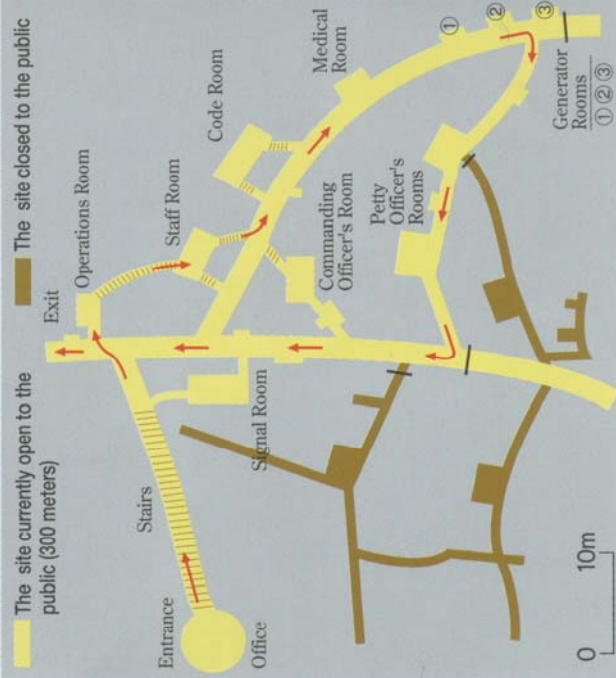 The site currently open to the
public (300 meters)
The site closed to the public
Exit
Operations Room
Staff Room
Code Room
Medical
Room
①
②
③
Generator
Rooms
①②③
Petty
Officer's
Rooms
Commanding
Officer's Room
Signal Room
Stairs
Entrance
Office
0
10m